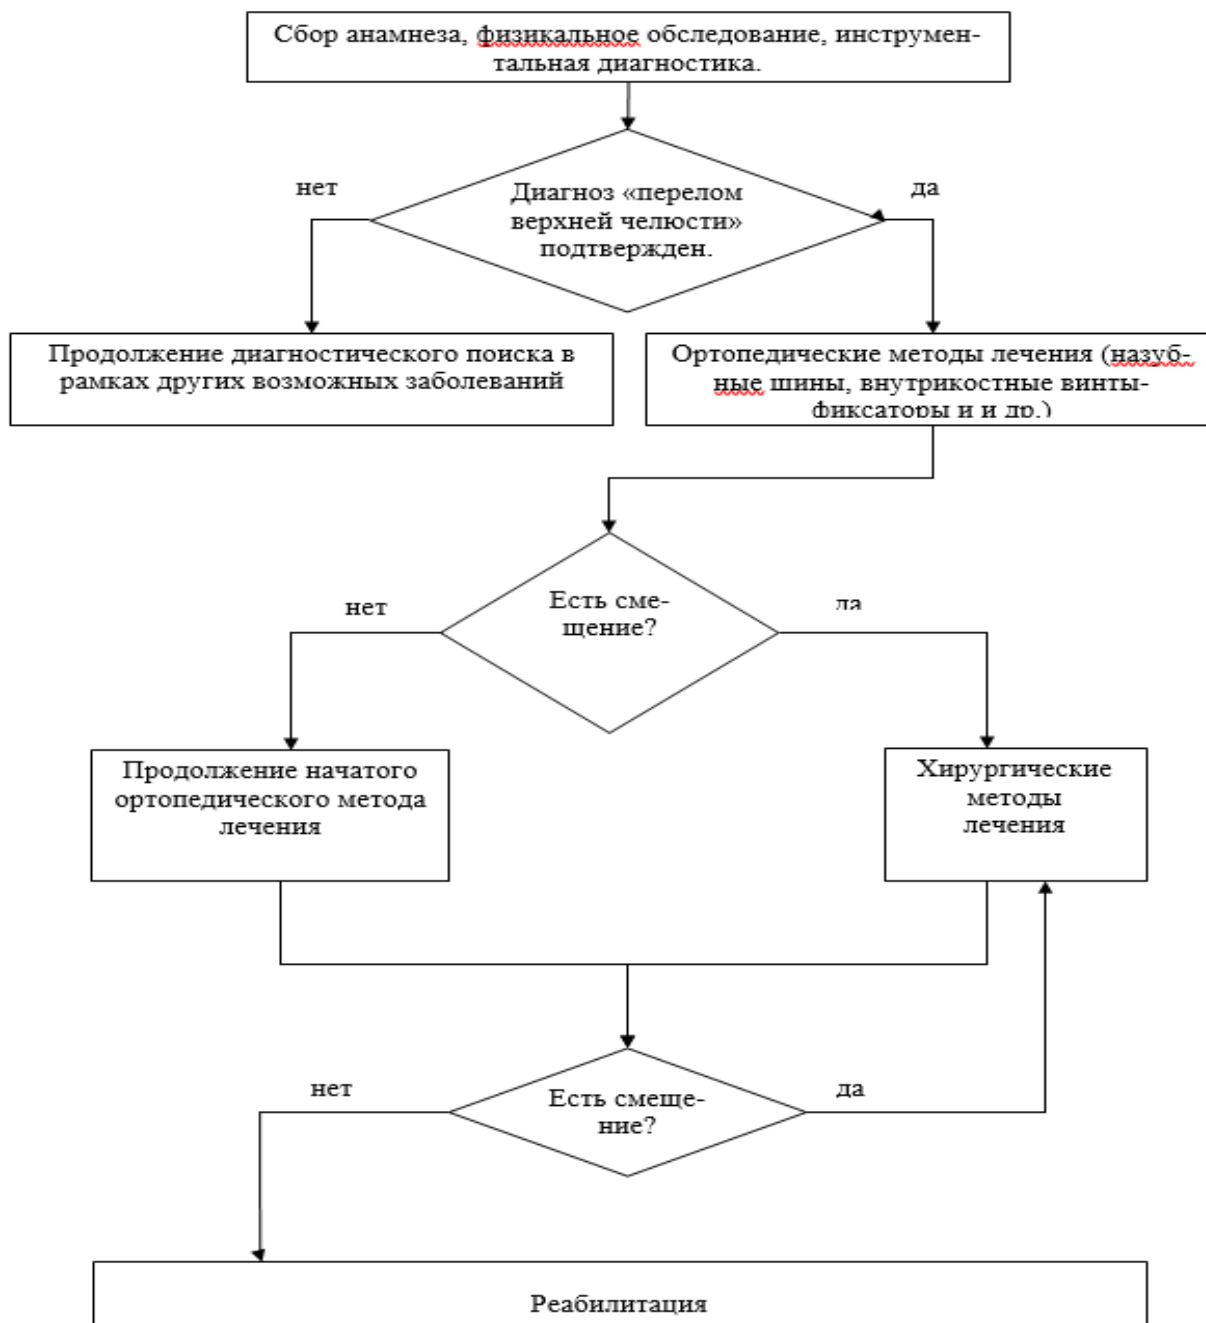 Сбор анамнеза, физикальное обследование, инструмен-
тальная диагностика.
нет
да
Диагноз «перелом
верхней челюсти»
подтвержден.
Продолжение диагностического поиска в
рамках других возможных заболеваний
Ортопедические методы лечения (назуб-
ные шины, внутрикостные винты-
фиксаторы и и др.)
Есть сме-
щение?
нет
да
Продолжение начатого
ортопедического метода
лечения
Хирургические
методы
лечения
нет
Есть смеще-
ние?
да
Реабилитация